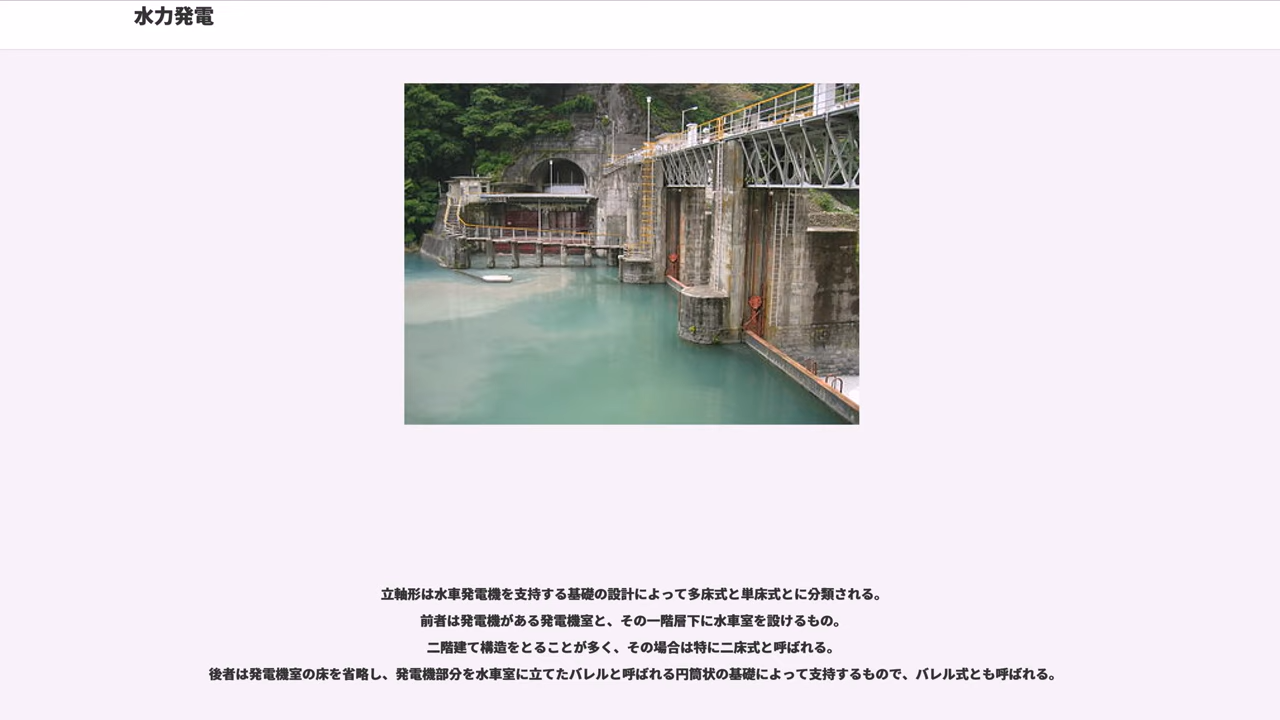 水力発電
立軸形は水車発電機を支持する基礎の設計によって多床式と単床式とに分類される。
前者は発電機がある発電機室と、その一階層下に水車室を設けるもの。
二階建て構造をとることが多く、その場合は特に二床式と呼ばれる。
後者は発電機室の床を省略し、発電機部分を水車室に立てたバレルと呼ばれる円筒状の基礎によって支持するもので、バレル式とも呼ばれる。